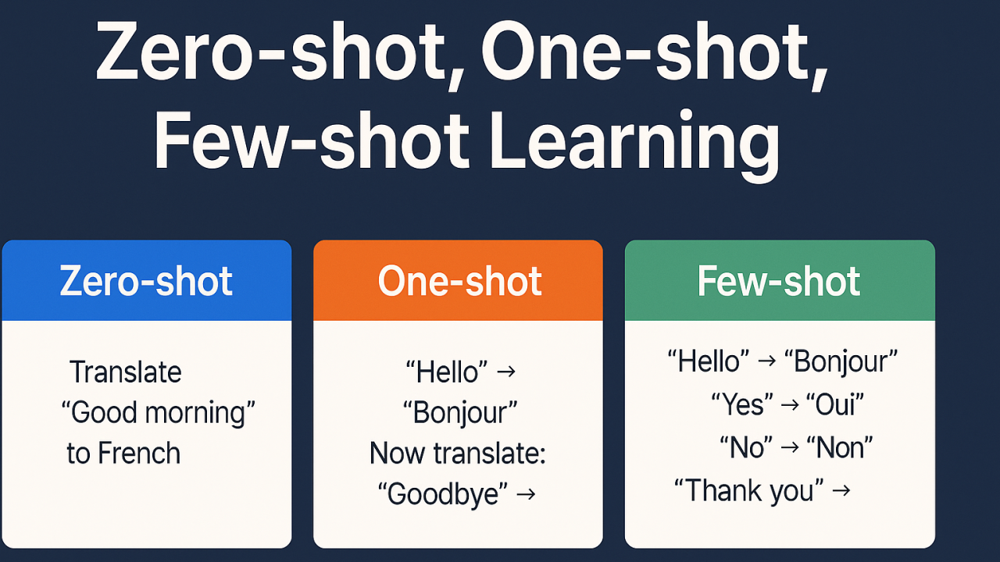 Zero-shot, One-shot,
Few-shot Learning
Zero-shot
Translate
“Good morning”
to French
One-shot
“Hello” →
“Bonjour”
Now translate:
“Goodbye” →
Few-shot
“Hello” → “Bonjour”
“Yes” → “Oui”
“No” → “Non”
“Thank you” →